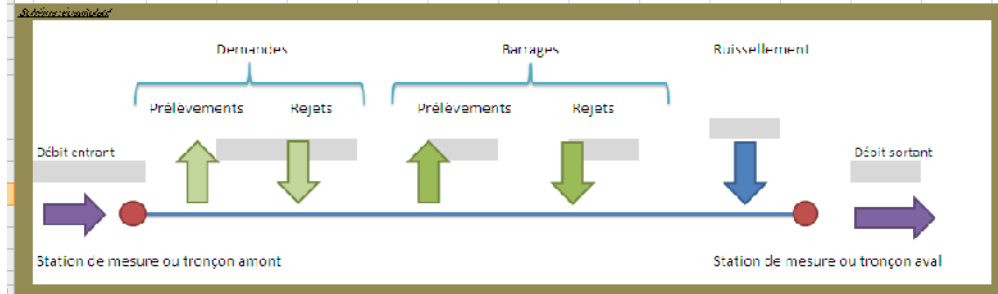 Demandes Barrages Ruissellement
Prélèvements Rejets Prélèvements Rejets
Débit entrant Débit sortant
Station de mesure ou tronçon amont Station de mesure ou tronçon aval